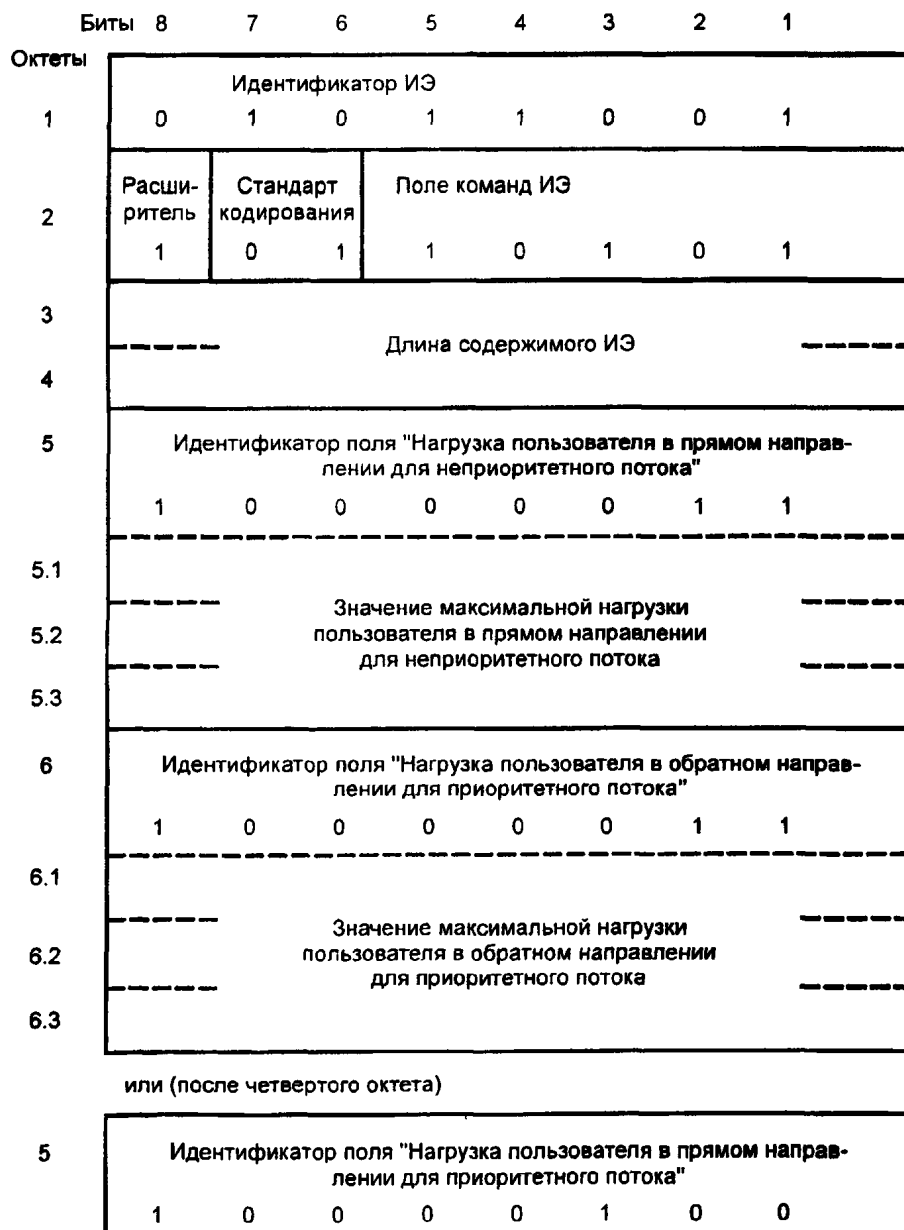 Биты 8 7 6 5 4 3 2 1
Октеты
Идентификатор ИЭ
1 0 1 0 1 1 0 0 1
Расши- Стандарт Поле команд ИЭ
2 ритель кодирования
1 0 1 1 0 1 0 1
3
Длина содержимого ИЭ
4
5 Идентификатор поля "Нагрузка пользователя в прямом направ-
лении для неприоритетного потока"
1 0 0 0 0 0 1 1
5.1
Значение максимальной нагрузки
5.2 пользователя в прямом направлении
для неприоритетного потока
5.3
6 Идентификатор поля "Нагрузка пользователя в обратном направ-
лении для приоритетного потока"
1 0 0 0 0 0 1 1
6.1
Значение максимальной нагрузки
6.2 пользователя в обратном направлении
для приоритетного потока
6.3
или (после четвертого октета)
5 Идентификатор поля "Нагрузка пользователя в прямом направ-
лении для приоритетного потока"
1 0 0 0 0 1 0 0